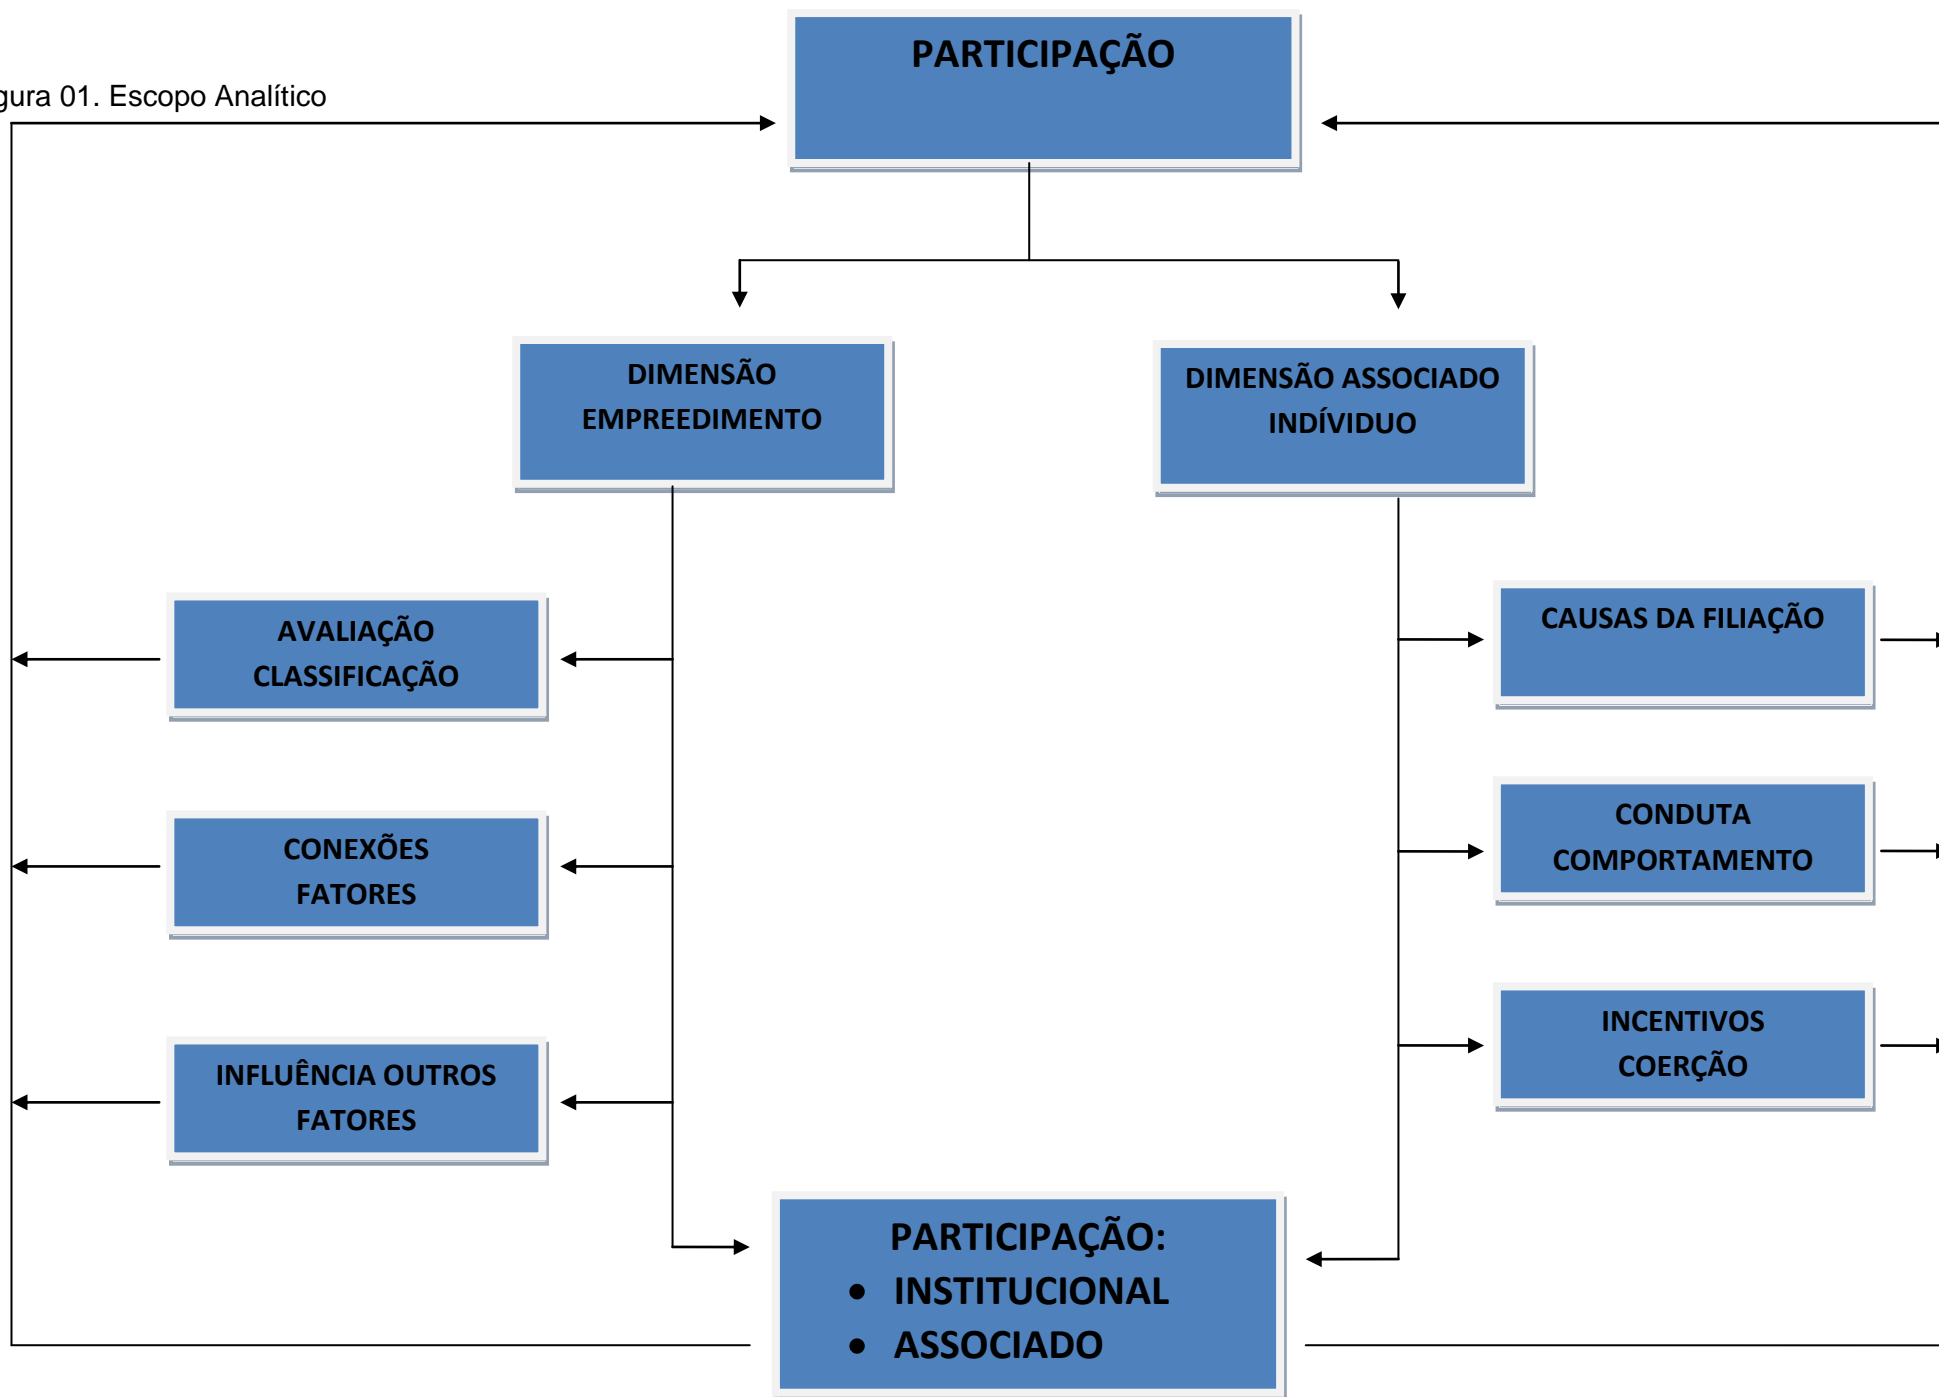 PARTICIPAÇÃO
gura 01. Escopo Analítico
DIMENSÃO
EMPREEDIMENTO
DIMENSÃO ASSOCIADO
INDÍVIDUO
AVALIAÇÃO
CLASSIFICAÇÃO
CAUSAS DA FILIAÇÃO
CONEXÕES
FATORES
CONDUTA
COMPORTAMENTO
INFLUÊNCIA OUTROS
FATORES
INCENTIVOS
COERÇÃO
PARTICIPAÇÃO:
• INSTITUCIONAL
• ASSOCIADO